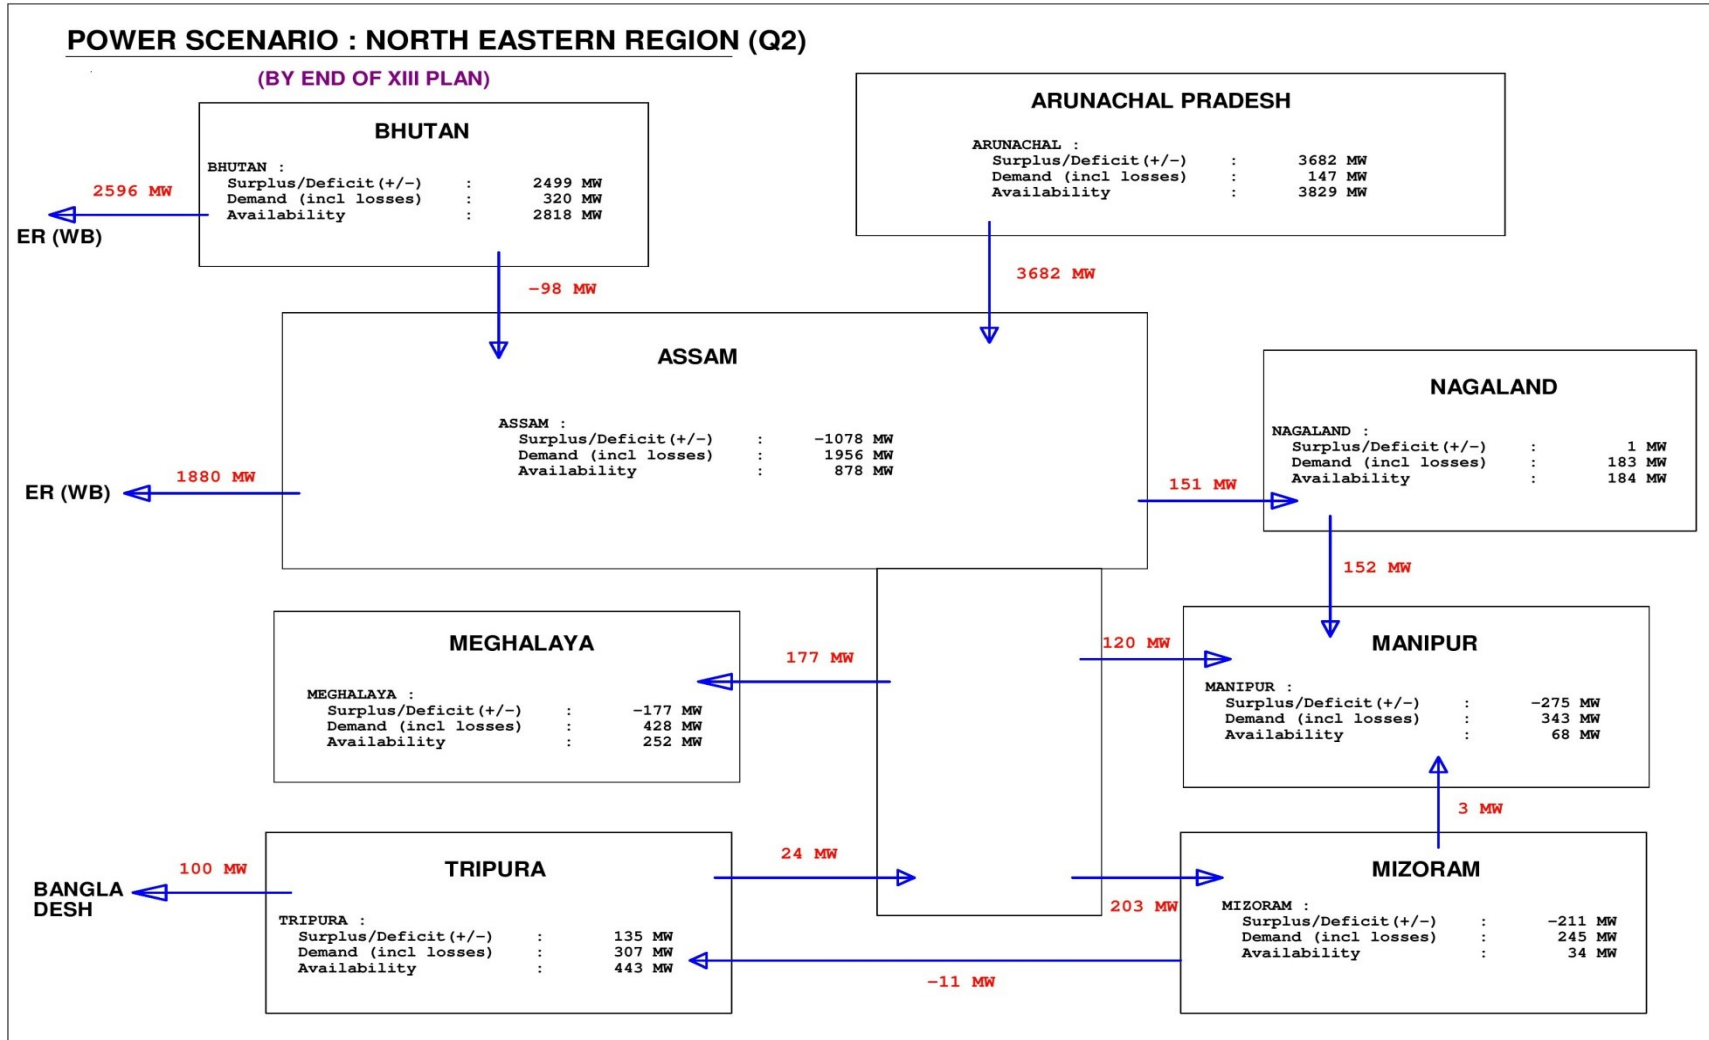 POWER SCENARIO : NORTH EASTERN REGION (Q2)
(BY END OF XIII PLAN)
BHUTAN
BHUTAN :
Surplus/Deficit(+/-) : 2499 MW
Demand (incl losses) : 320 MW
Availability : 2818 MW
2596 MW
ER (WB)
-98 MW
ARUNACHAL PRADESH
ARUNACHAL :
Surplus/Deficit(+/-) : 3682 MW
Demand (incl losses) : 147 MW
Availability : 3829 MW
3682 MW
ASSAM
ASSAM :
Surplus/Deficit(+/-) : -1078 MW
Demand (incl losses) : 1956 MW
Availability : 878 MW
1880 MW
ER (WB)
151 MW
NAGALAND
NAGALAND :
Surplus/Deficit(+/-) : 1 MW
Demand (incl losses) : 183 MW
Availability : 184 MW
152 MW
MEGHALAYA
MEGHALAYA :
Surplus/Deficit(+/-) : -177 MW
Demand (incl losses) : 428 MW
Availability : 252 MW
177 MW
120 MW
MANIPUR
MANIPUR :
Surplus/Deficit(+/-) : -275 MW
Demand (incl losses) : 343 MW
Availability : 68 MW
3 MW
TRIPURA
TRIPURA :
Surplus/Deficit(+/-) : 135 MW
Demand (incl losses) : 307 MW
Availability : 443 MW
100 MW
BANGLA
DESH
24 MW
203 MW
-11 MW
MIZORAM
MIZORAM :
Surplus/Deficit(+/-) : -211 MW
Demand (incl losses) : 245 MW
Availability : 34 MW